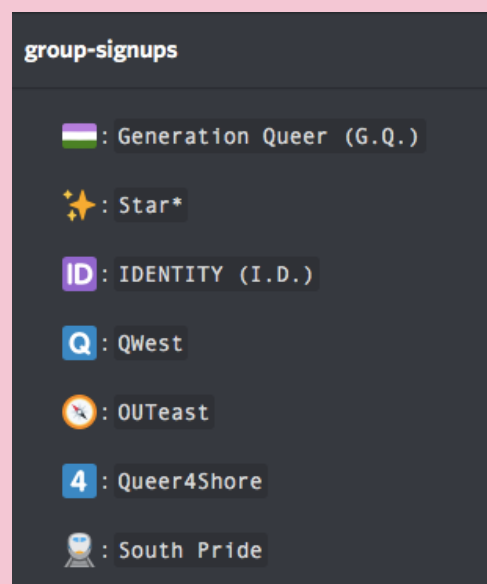 group-signups
: Generation Queer (G.Q.)
: Star*
ID : IDENTITY (I.D.)
Q : QWest
: OUTeast
4 : Queer4Shore
: South Pride